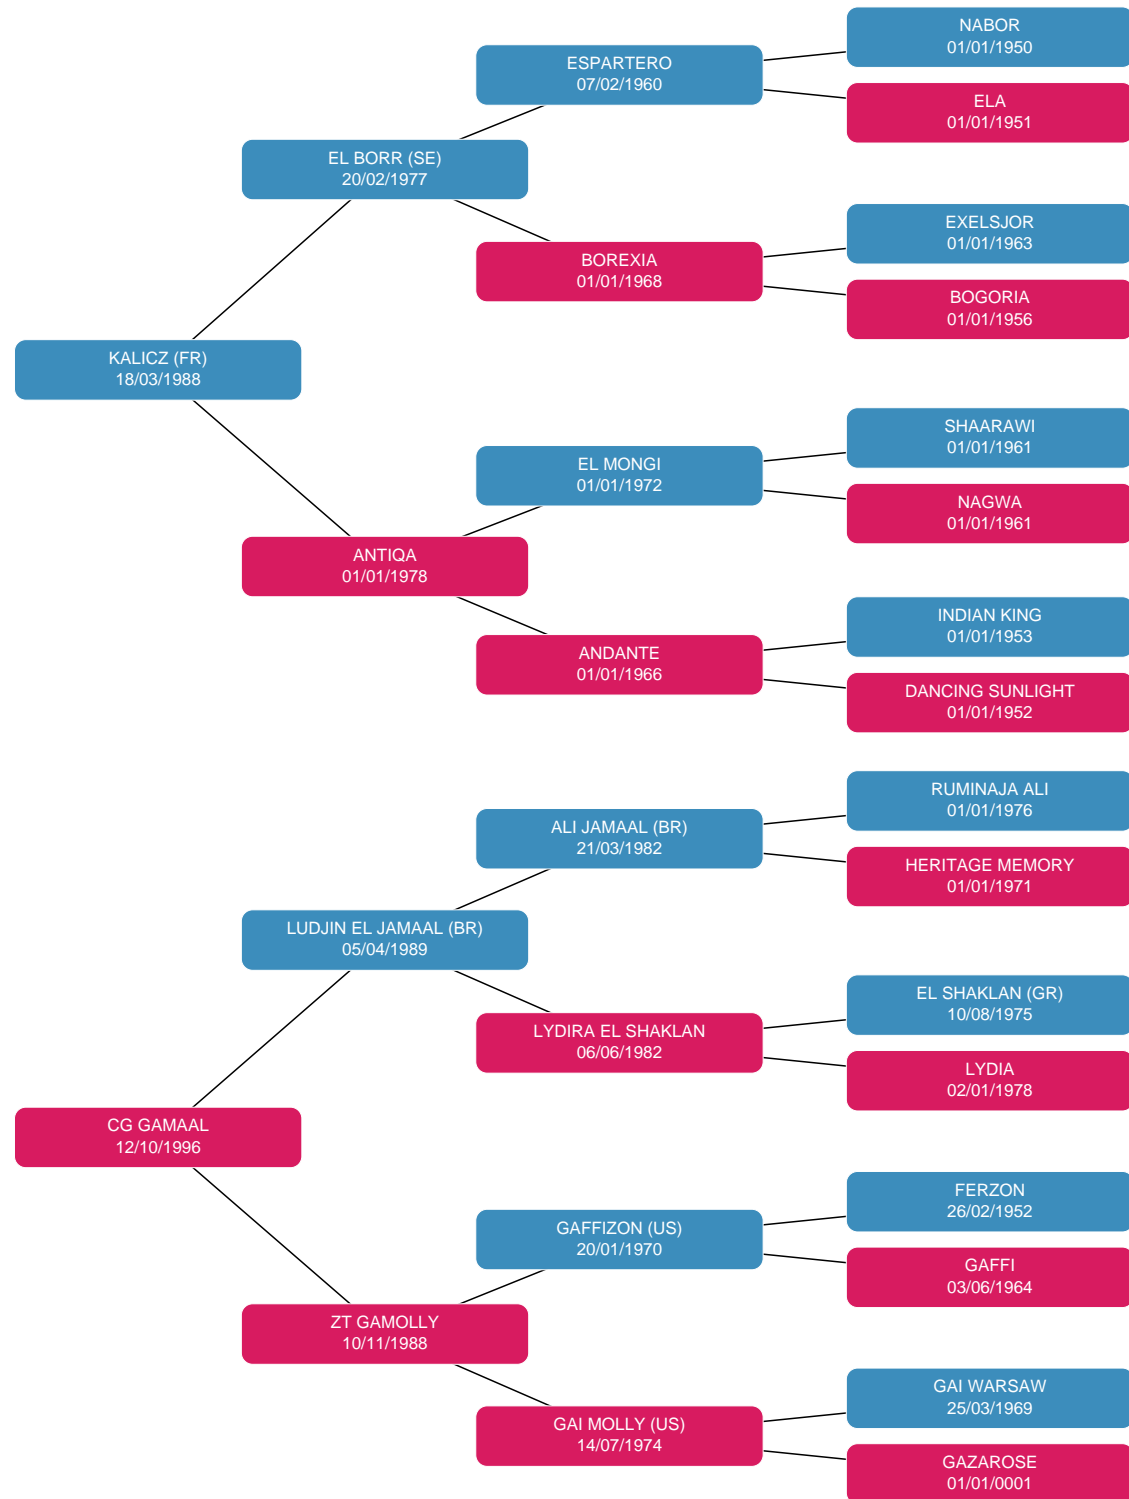 NABOR
01/01/1950
ESPARTERO
07/02/1960
ELA
01/01/1951
EL BORR (SE)
20/02/1977
EXELSJOR
01/01/1963
BOREXIA
01/01/1968
BOGORIA
01/01/1956
KALICZ (FR)
18/03/1988
SHAARAWI
01/01/1961
EL MONGI
01/01/1972
NAGWA
01/01/1961
ANTIQA
01/01/1978
INDIAN KING
01/01/1953
ANDANTE
01/01/1966
DANCING SUNLIGHT
01/01/1952
RUMINAJA ALI
01/01/1976
ALI JAMAAL (BR)
21/03/1982
HERITAGE MEMORY
01/01/1971
LUDJIN EL JAMAAL (BR)
05/04/1989
EL SHAKLAN (GR)
10/08/1975
LYDIRA EL SHAKLAN
06/06/1982
LYDIA
02/01/1978
CG GAMAAL
12/10/1996
FERZON
26/02/1952
GAFFIZON (US)
20/01/1970
GAFFI
03/06/1964
ZT GAMOLLY
10/11/1988
GAI WARSAW
25/03/1969
GAI MOLLY (US)
14/07/1974
GAZAROSE
01/01/0001